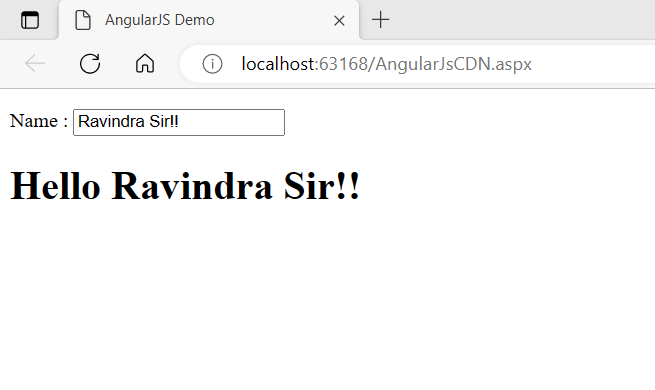 AngularJS Demo
localhost:63168/AngularJsCDN.aspx
Name : Ravindra Sir!!
Hello Ravindra Sir!!